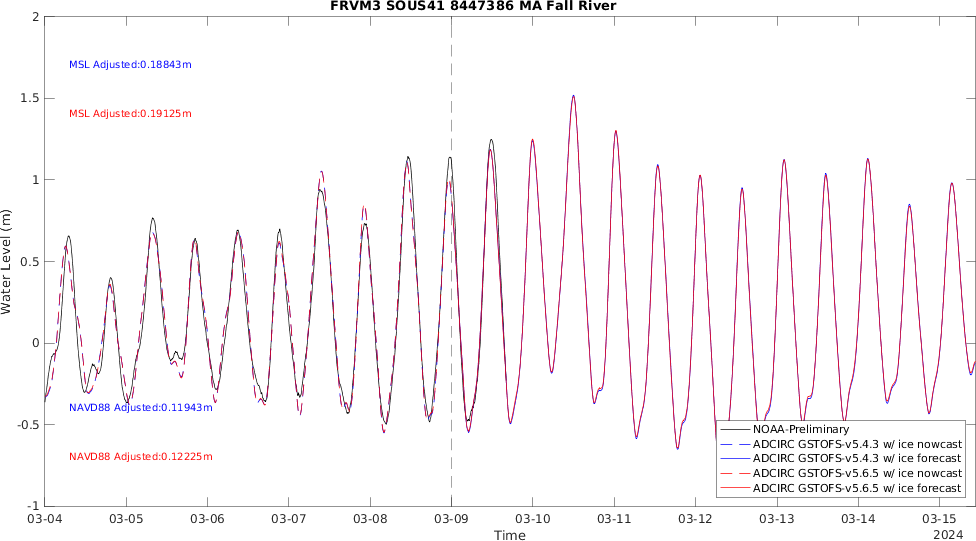 FRVM3 SOUS41 8447386 MA Fall River
2
1.5
1
0.5
0
-0.5
-1
Water Level (m)
MSL Adjusted:0.18843m
MSL Adjusted:0.19125m
NAVD88 Adjusted:0.11943m
NAVD88 Adjusted:0.12225m
NOAA-Preliminary
ADCIRC GSTOFS-v5.4.3 w/ ice nowcast
ADCIRC GSTOFS-v5.4.3 w/ ice forecast
ADCIRC GSTOFS-v5.6.5 w/ ice nowcast
ADCIRC GSTOFS-v5.6.5 w/ ice forecast
03-04 03-05 03-06 03-07 03-08 03-09 03-10 03-11 03-12 03-13 03-14 03-15
Time
2024